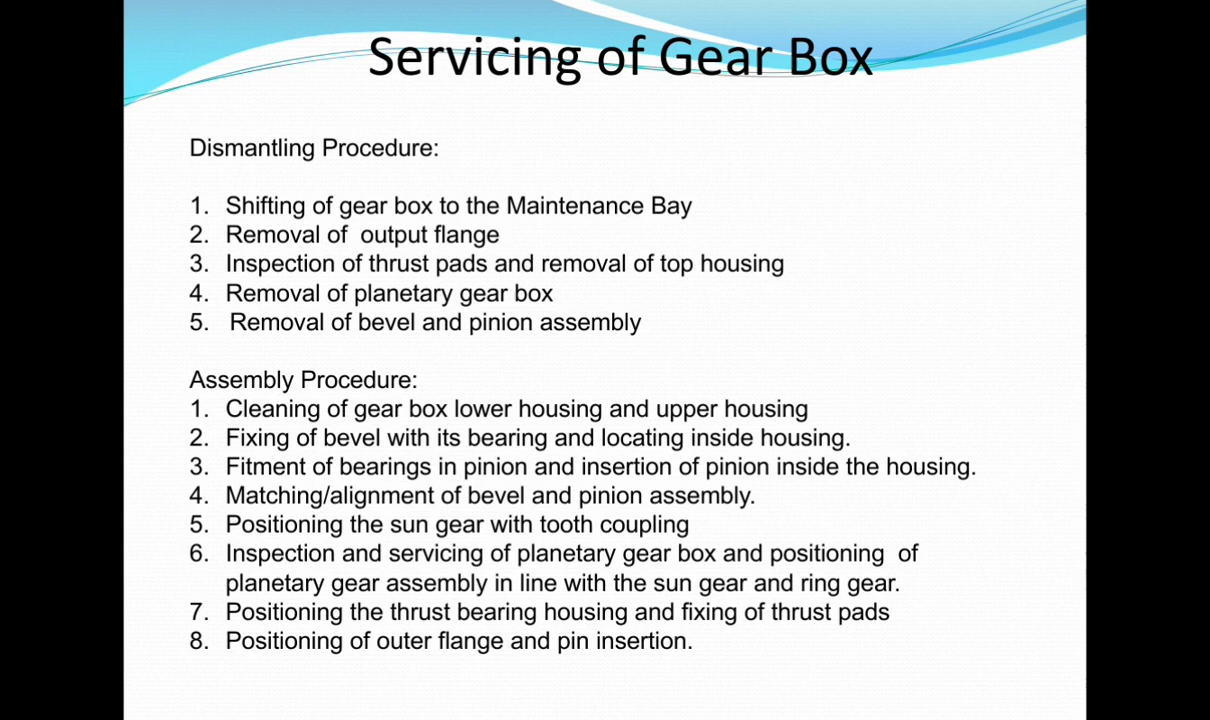 Servicing of Gear Box
Dismantling Procedure:
1. Shifting of gear box to the Maintenance Bay
2. Removal of  output flange
3. Inspection of thrust pads and removal of top housing
4. Removal of planetary gear box
5. Removal of bevel and pinion assembly
Assembly Procedure:
1. Cleaning of gear box lower housing and upper housing
2. Fixing of bevel with its bearing and locating inside housing.
3. Fitment of bearings in pinion and insertion of pinion inside the housing.
4. Matching/alignment of bevel and pinion assembly.
5. Positioning the sun gear with tooth coupling
6. Inspection and servicing of planetary gear box and positioning  of
planetary gear assembly in line with the sun gear and ring gear.
7. Positioning the thrust bearing housing and fixing of thrust pads
8. Positioning of outer flange and pin insertion.